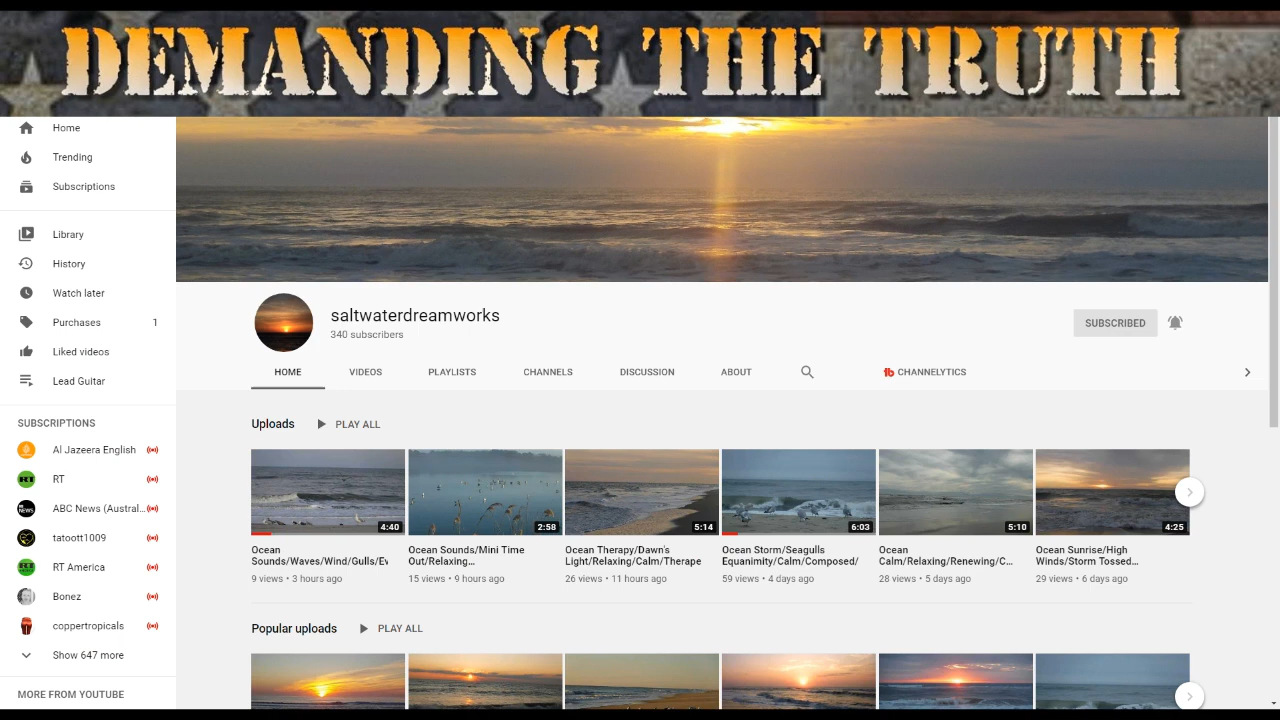 DEMANDING THE TRUTH
Home
Trending
Subscriptions
Library
History
Watch later
Purchases 1
Liked videos
Lead Guitar
SUBSCRIPTIONS
Al Jazeera English
RT
ABC News (Austral...
tatoott1009
RT America
Bonez
coppertropicals
Show 647 more
MORE FROM YOUTUBE
saltwaterdreamworks
340 subscribers
SUBSCRIBED
HOME VIDEOS PLAYLISTS CHANNELS DISCUSSION ABOUT CHANNELYTICS
Uploads PLAY ALL
4:40 2:58 5:14 6:03 5:10 4:25
Ocean
Sounds/Waves/Wind/Gulls/Ev
9 views • 3 hours ago
Ocean Sounds/Mini Time
Out/Relaxing...
15 views • 9 hours ago
Ocean Therapy/Dawn's
Light/Relaxing/Calm/Therape
26 views • 11 hours ago
Ocean Storm/Seagulls
Equanimity/Calm/Composed/
59 views • 4 days ago
Ocean
Calm/Relaxing/Renewing/C...
28 views • 5 days ago
Ocean Sunrise/High
Winds/Storm Tossed...
29 views • 6 days ago
Popular uploads PLAY ALL